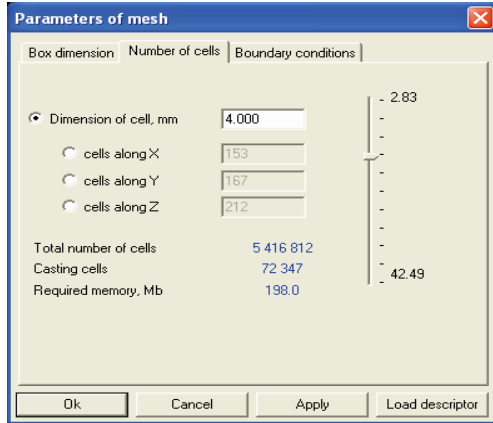 Parameters of mesh
Box dimension Number of cells Boundary conditions
2.83
Dimension of cell, mm 4.000
cells along X 153
cells along Y 167
cells along Z 212
Total number of cells 5 416 812
Casting cells 72 347
42.49
Required memory, Mb 198.0
Ok Cancel Apply Load descriptor